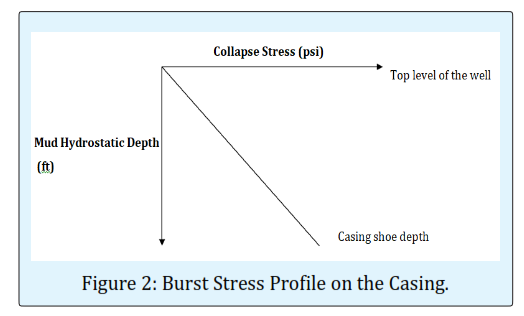 Collapse Stress (psi)
Top level of the well
Mud Hydrostatic Depth
(ft)
Casing shoe depth
Figure 2: Burst Stress Profile on the Casing.